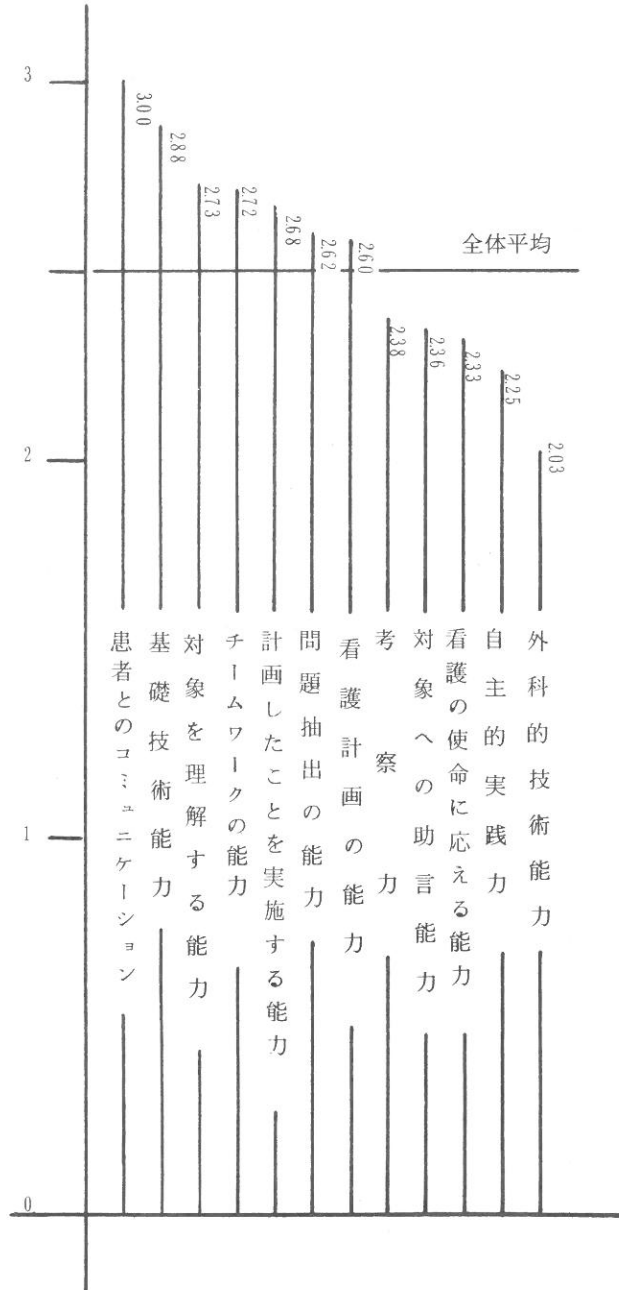 3
2
1
0
全体平均
3.00
2.88
2.73
2.72
2.68
2.62
2.60
2.38
2.36
2.33
2.25
2.03
患者とのコミュニケーション
基礎技術能力
対象を理解する能力
チームワークの能力
計画したことを実施する能力
問題抽出の能力
看護計画の能力
考察力
対象への助言能力
看護の使命に応える能力
自主的実践力
外科的技術能力